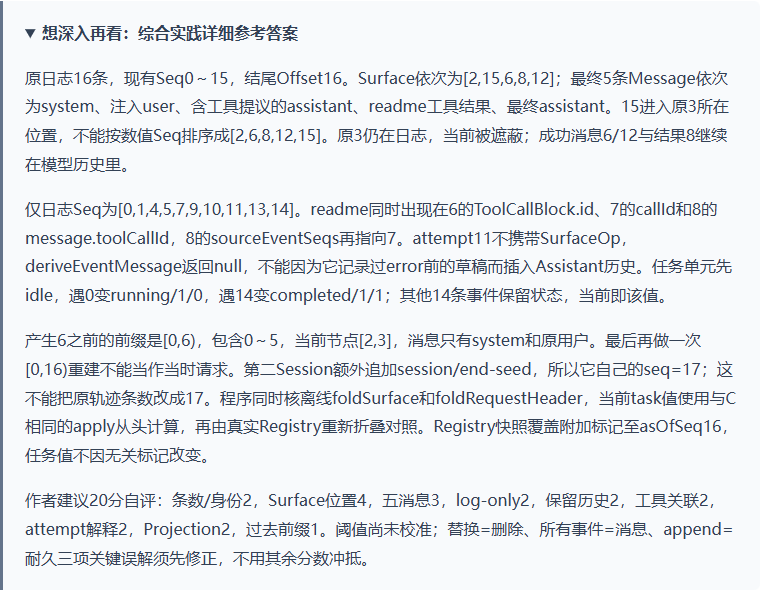 ▼ 想深入再看：综合实践详细参考答案
原日志16条，现有Seq0～15，结尾Offset16。Surface依次为[2,15,6,8,12]；最终5条Message依次
为system、注入user、含工具提议的assistant、readme工具结果、最终assistant。15进入原3所在
位置，不能按数值Seq排序成[2,6,8,12,15]。原3仍在日志，当前被遮蔽；成功消息6/12与结果8继续
在模型历史里。
仅日志Seq为[0,1,4,5,7,9,10,11,13,14]。readme同时出现在6的ToolCallBlock.id、7的callId和8的
message.toolCallId，8的sourceEventSeqs再指向7。attempt11不携带SurfaceOp，
deriveEventMessage返回null，不能因为它记录过error前的草稿而插入Assistant历史。任务单元先
idle，遇0变running/1/0，遇14变completed/1/1；其他14条事件保留状态，当前即该值。
产生6之前的前缀是[0,6)，包含0～5，当前节点[2,3]，消息只有system和原用户。最后再做一次
[0,16)重建不能当作当时请求。第二Session额外追加session/end-seed，所以它自己的seq=17；这
不能把原轨迹条数改成17。程序同时核离线foldSurface和foldRequestHeader，当前task值使用与C
相同的apply从头计算，再由真实Registry重新折叠对照。Registry快照覆盖附加标记至asOfSeq16，
任务值不因无关标记改变。
作者建议20分自评：条数/身份2，Surface位置4，五消息3，log-only2，保留历史2，工具关联2，
attempt解释2，Projection2，过去前缀1。阈值尚未校准；替换=删除、所有事件=消息、append=
耐久三项关键误解须先修正，不用其余分数冲抵。